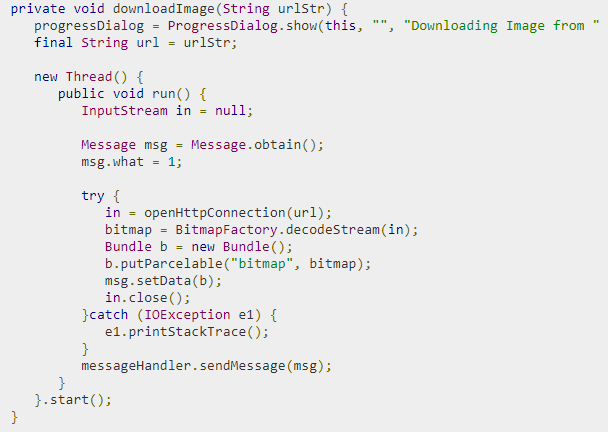 private void downloadImage(String urlStr) {
progressDialog = ProgressDialog.show(this, "", "Downloading Image from "
final String url = urlStr;
new Thread() {
public void run() {
InputStream in = null;
Message msg = Message.obtain();
msg.what = 1;
try {
in = openHttpConnection(url);
bitmap = BitmapFactory.decodeStream(in);
Bundle b = new Bundle();
b.putParcelable("bitmap", bitmap);
msg.setData(b);
in.close();
}catch (IOException e1) {
e1.printStackTrace();
}
messageHandler.sendMessage(msg);
}
}.start();
}